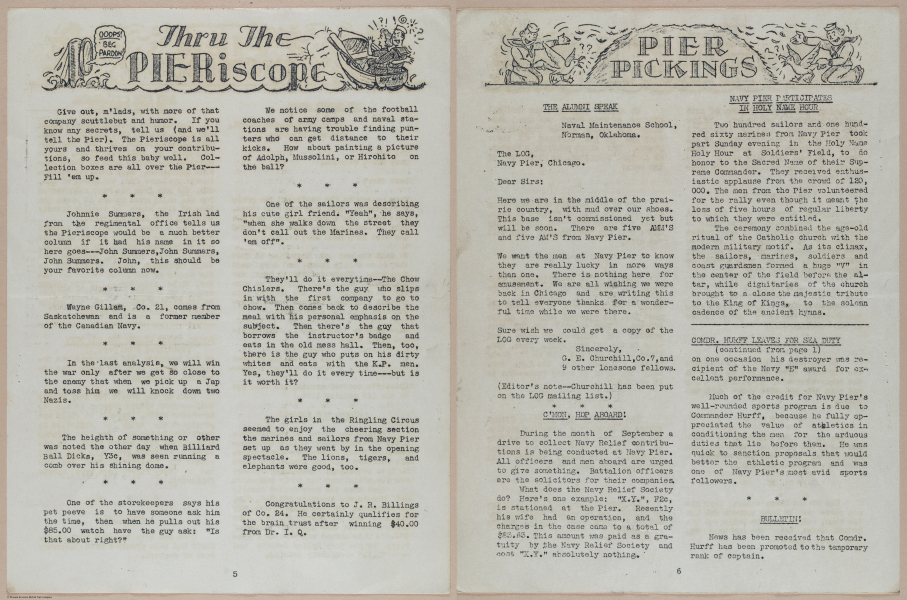 OOOPS!
BEG
PARDON!
Thru The
PIERiscope
Give out, m'lads, with more of that
company scuttlebut and humor. If you
know any secrets, tell us (and we'll
tell the Pier). The Pieriscope is all
yours and thrives on your contribu-
tions, so feed this baby well. Col-
lection boxes are all over the Pier---
Fill 'em up.
* * *
Johnnie Summers, the Irish lad
from the regimental office tells us
the Pieriscope would be a much better
column if it had his name in it so
here goes---John Summers,John Summers,
John Summers. John, this should be
your favorite column now.
* * *
Wayne Gillam, Co. 21, comes from
Saskatchewan and is a former member
of the Canadian Navy.
* * *
In the last analysis, we will win
the war only after we get so close to
the enemy that when we pick up a Jap
and toss him we will knock down two
Nazis.
* * *
The heighth of something or other
was noted the other day when Billiard
Ball Dicks, Y3c, was seen running a
comb over his shining dome.
* * *
One of the storekeepers says his
pet peeve is to have someone ask him
the time, then when he pulls out his
$85.00 watch have the guy ask: "Is
that about right?"
We notice some of the football
coaches of army camps and naval sta-
tions are having trouble finding pun-
ters who can get distance to their
kicks. How about painting a picture
of Adolph, Mussolini, or Hirohito on
the ball?
* * *
One of the sailors was describing
his cute girl friend. "Yeah", he says,
"when she walks down the street they
don't call out the Marines. They call
'em off".
* * *
They'll do it everytime---The Chow
Chislers. There's the guy who slips
in with the first company to go to
chow. Then comes back to describe the
meal with his personal emphasis on the
subject. Then there's the guy that
borrows the instructor's badge and
eats in the old mess hall. Then, too,
there is the guy who puts on his dirty
whites and eats with the K.P. men.
Yes, they'll do it every time---but is
it worth it?
* * *
The girls in the Ringling Circus
seemed to enjoy the cheering section
the marines and sailors from Navy Pier
set up as they went by in the opening
spectacle. The lions, tigers, and
elephants were good, too.
* * *
Congratulations to J. R. Billings
of Co. 24. He certainly qualifies for
the brain trust after winning $40.00
from Dr. I. Q.
5
PIER
PICKINGS
THE ALUMNI SPEAK
Naval Maintenance School,
Norman, Oklahoma.
The LOG,
Navy Pier, Chicago.
Dear Sirs:
Here we are in the middle of the prai-
rie country, with mud over our shoes.
This base isn't commissioned yet but
will be soon. There are five AMM'S
and five AM'S from Navy Pier.
We want the men at Navy Pier to know
they are really lucky in more ways
than one. There is nothing here for
amusement. We are all wishing we were
back in Chicago and are writing this
to tell everyone thanks for a wonder-
ful time while we were there.
Sure wish we could get a copy of the
LOG every week.
Sincerely,
G. E. Churchill,Co.7,and
9 other lonesome fellows.
(Editor's note--Churchill has been put
on the LOG mailing list.)
* * *
C'MON, HOP ABOARD!
During the month of September a
drive to collect Navy Relief contribu-
tions is being conducted at Navy Pier.
All officers and men aboard are urged
to give something. Battalion officers
are the solicitors for their companies.
What does the Navy Relief Society
do? Here's one example: "X.Y.", F2c,
is stationed at the Pier. Recently
his wife had an operation, and the
charges in the case came to a total of
This amount was paid as a gra-
tuity by the Navy Relief Society and
cost "X.Y." absolutely nothing.
NAVY PIER PARTICIPATES
IN HOLY NAME HOUR
Two hundred sailors and one hund-
red sixty marines from Navy Pier took
part Sunday evening in the Holy Name
Holy Hour at Soldiers' Field, to do
honor to the Sacred Name of their Sup-
reme Commander. They received enthus-
iastic applause from the crowd of 120,
000. The men from the Pier volunteered
for the rally even though it meant the
loss of five hours of regular liberty
to which they were entitled.
The ceremony combined the age-old
ritual of the Catholic church with the
modern military motif. As its climax,
the sailors, marines, soldiers and
coast guardsmen formed a huge "V" in
the center of the field before the al-
tar, while dignitaries of the church
brought to a close the majestic tribute
to the King of Kings, to the solemn
cadence of the ancient hymns.
COMDR. HURFF LEAVES FOR SEA DUTY
(continued from page 1)
on one occasion his destroyer was re-
cipient of the Navy "E" award for ex-
cellent performance.
Much of the credit for Navy Pier's
well-rounded sports program is due to
Commander Hurff, because he fully ap-
preciated the value of athletics in
conditioning the men for the arduous
duties that lie before them. He was
quick to sanction proposals that would
better the athletic program and was
one of Navy Pier's most avid sports
followers.
* * *
BULLETIN!
News has been received that Comdr.
Hurff has been promoted to the temporary
rank of captain.
6